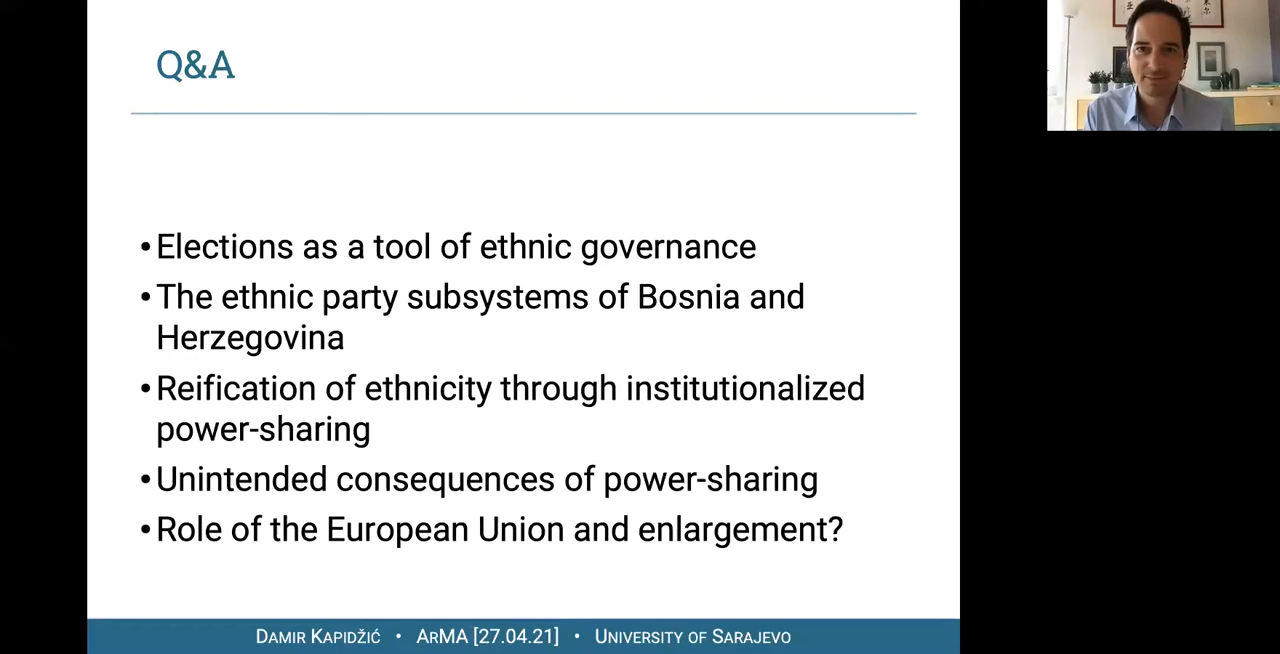 Q&A
•Elections as a tool of ethnic governance
•The ethnic party subsystems of Bosnia and
Herzegovina
•Reification of ethnicity through institutionalized
power-sharing
•Unintended consequences of power-sharing
•Role of the European Union and enlargement?
DAMIR KAPIDŽIĆ • ARMA [27.04.21] • UNIVERSITY OF SARAJEVO